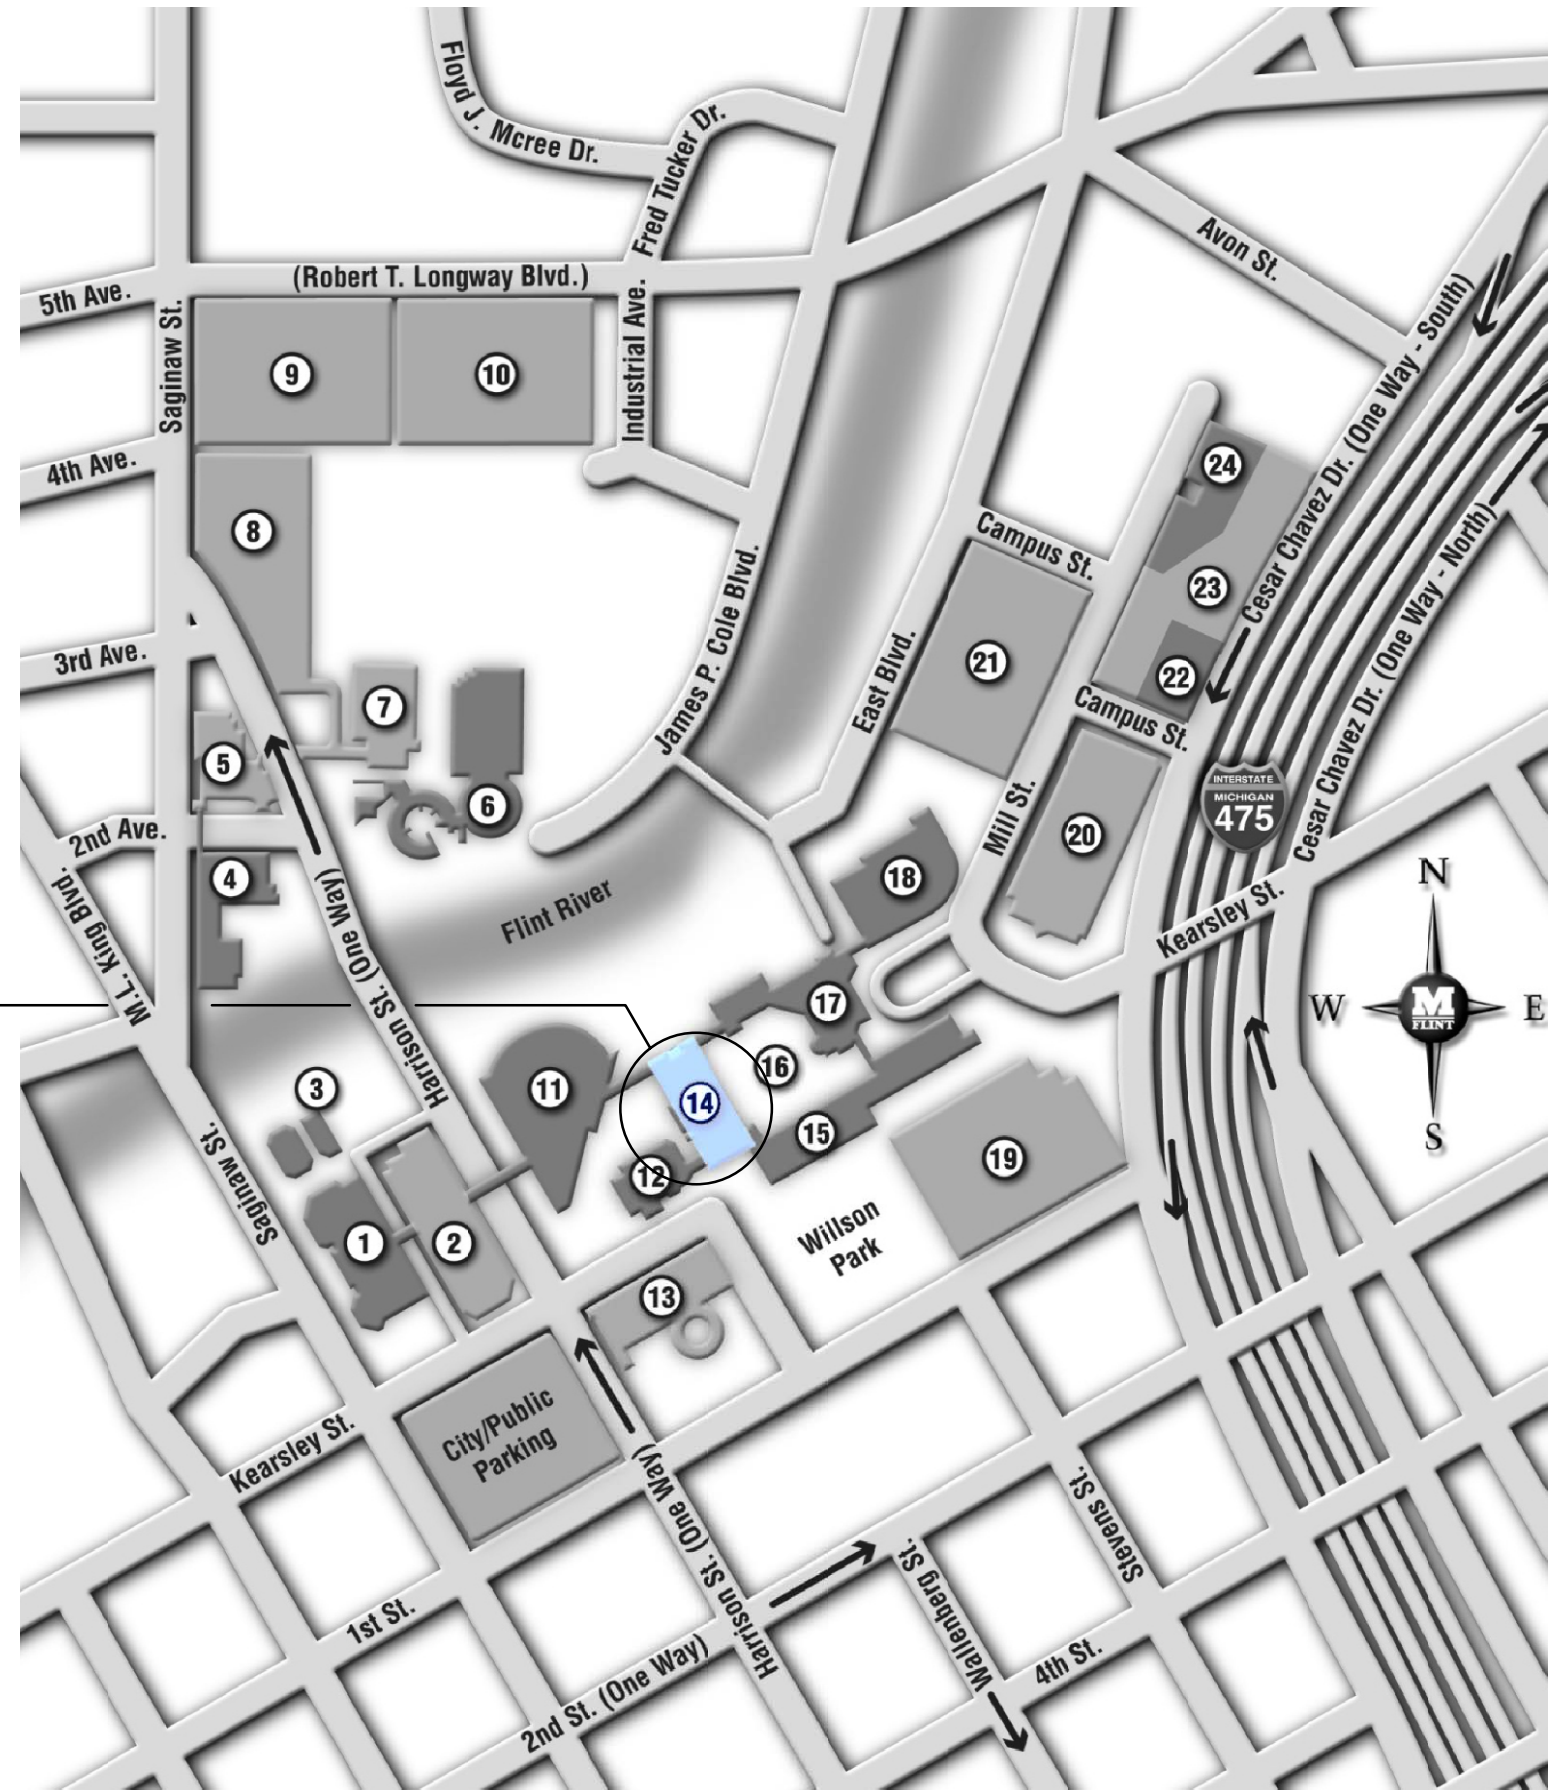 Floyd J. Mcree Dr.
Fred Tucker Dr.
Avon St.
(Robert T. Longway Blvd.)
5th Ave.
Saginaw St.
Industrial Ave.
Cesar Chavez Dr. (One Way - South)
9
10
4th Ave.
24
8
Campus St.
23
Cesar Chavez Dr. (One Way - North)
3rd Ave.
James P. Cole Blvd.
East Blvd.
21
22
7
Campus St.
5
6
INTERSTATE
MICHIGAN
475
2nd Ave.
Mill St.
20
4
18
M.L. King Blvd.
Flint River
Kearsley St.
N
Harrison St. (One Way)
17
W
M
FLINT
E
16
3
11
14
15
S
Saginaw St.
12
19
1
2
Willson
Park
13
City/Public
Parking
Kearsley St.
Harrison St. (One Way)
Stevens St.
Wallenberg St.
1st St.
2nd St. (One Way)
4th St.